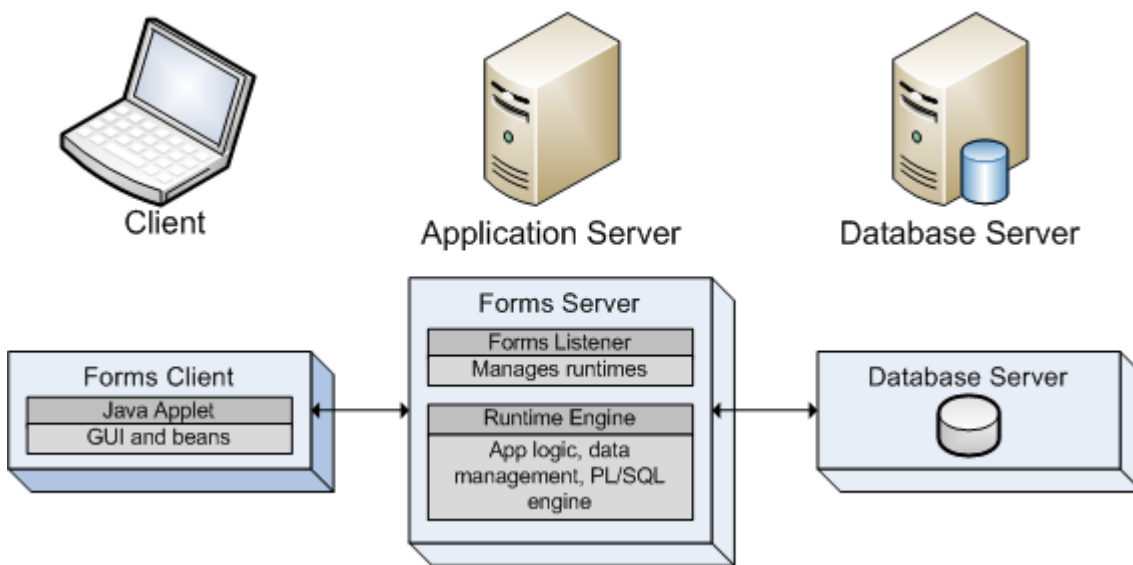 Client
Application Server
Database Server
Forms Client
Java Applet
GUI and beans
Forms Server
Forms Listener
Manages runtimes
Runtime Engine
App logic, data
management, PL/SQL
engine
Database Server